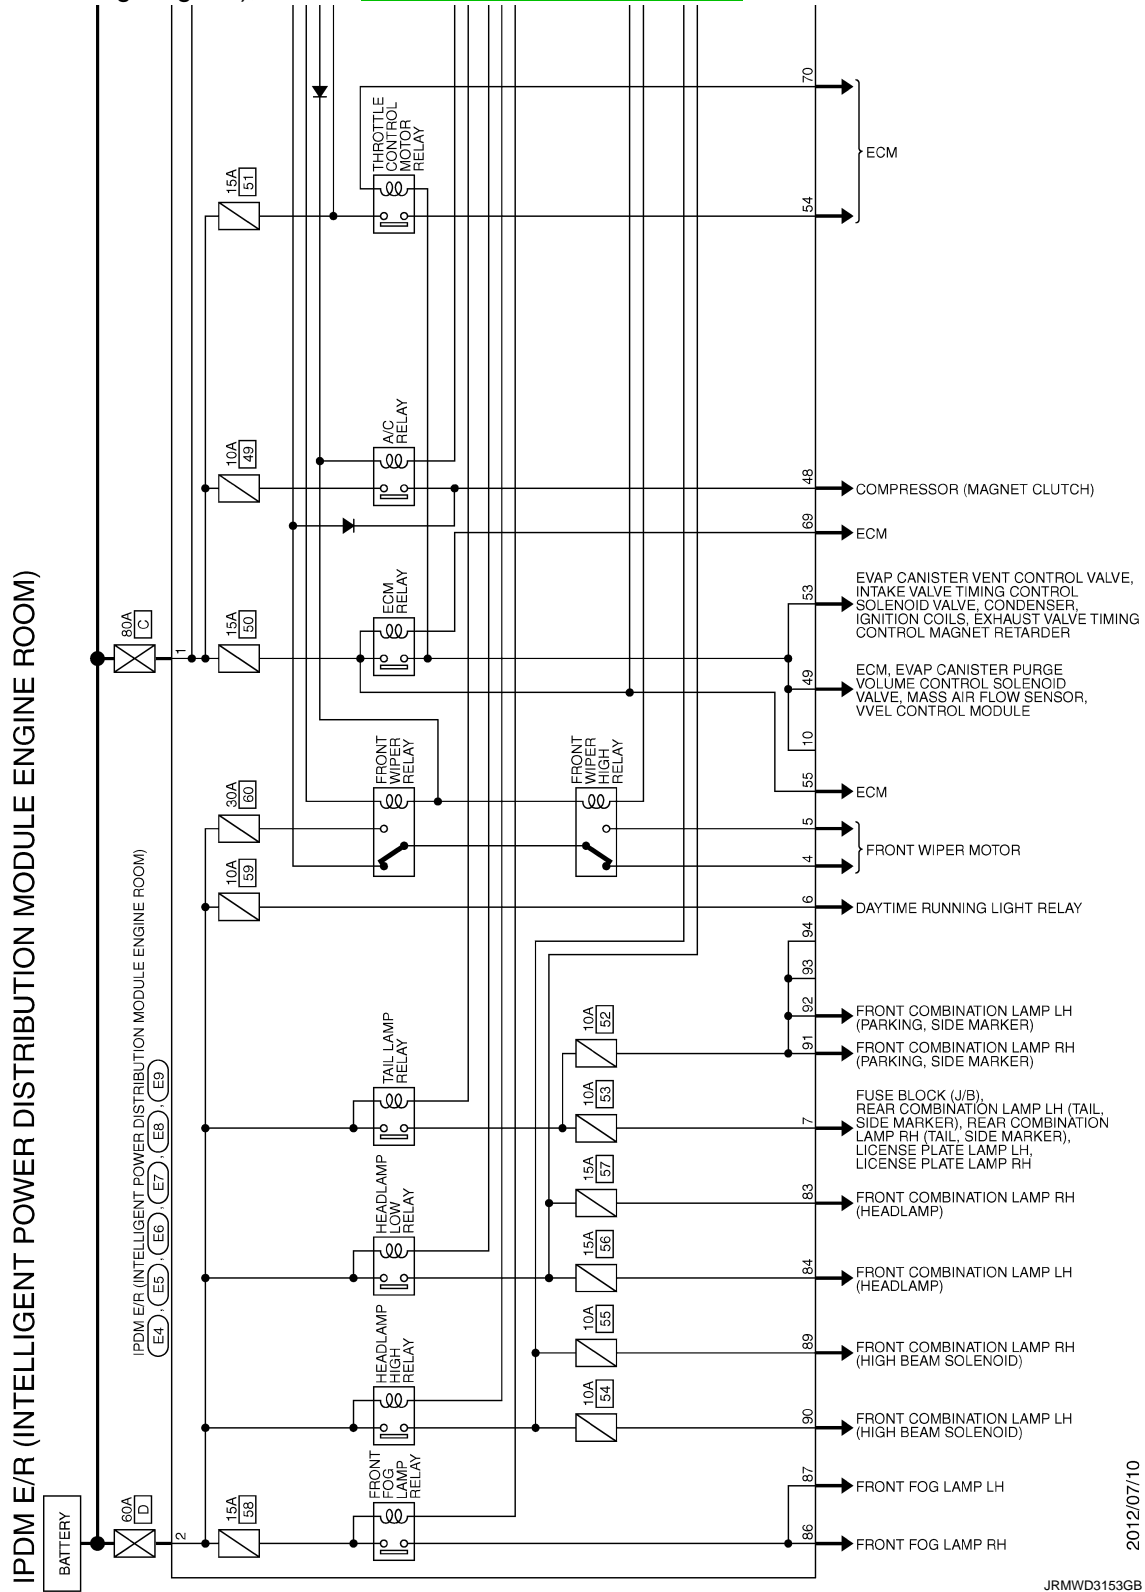 IPDM E/R (INTELLIGENT POWER DISTRIBUTION MODULE ENGINE ROOM)
BATTERY
60A
D
80A
C
2
1
IPDM E/R (INTELLIGENT POWER DISTRIBUTION MODULE ENGINE ROOM)
E4 , E5 , E6 , E7 , E8 , E9
15A
51
THROTTLE
CONTROL
MOTOR
RELAY
70
54
ECM
10A
49
A/C
RELAY
48
COMPRESSOR (MAGNET CLUTCH)
69
ECM
15A
50
ECM
RELAY
53
EVAP CANISTER VENT CONTROL VALVE,
INTAKE VALVE TIMING CONTROL
SOLENOID VALVE, CONDENSER,
IGNITION COILS, EXHAUST VALVE TIMING
CONTROL MAGNET RETARDER
49
ECM, EVAP CANISTER PURGE
VOLUME CONTROL SOLENOID
VALVE, MASS AIR FLOW SENSOR,
VVEL CONTROL MODULE
10
55
ECM
30A
60
FRONT
WIPER
RELAY
FRONT
WIPER
HIGH
RELAY
5
4
FRONT WIPER MOTOR
10A
59
6
DAYTIME RUNNING LIGHT RELAY
94
93
92
FRONT COMBINATION LAMP LH
(PARKING, SIDE MARKER)
91
FRONT COMBINATION LAMP RH
(PARKING, SIDE MARKER)
10A
52
TAIL LAMP
RELAY
10A
53
7
FUSE BLOCK (J/B),
REAR COMBINATION LAMP LH (TAIL,
SIDE MARKER), REAR COMBINATION
LAMP RH (TAIL, SIDE MARKER),
LICENSE PLATE LAMP LH,
LICENSE PLATE LAMP RH
15A
57
83
FRONT COMBINATION LAMP RH
(HEADLAMP)
HEADLAMP
LOW
RELAY
15A
56
84
FRONT COMBINATION LAMP LH
(HEADLAMP)
10A
55
89
FRONT COMBINATION LAMP RH
(HIGH BEAM SOLENOID)
HEADLAMP
HIGH
RELAY
10A
54
90
FRONT COMBINATION LAMP LH
(HIGH BEAM SOLENOID)
87
FRONT FOG LAMP LH
15A
58
FRONT
FOG
LAMP
RELAY
86
FRONT FOG LAMP RH
2012/07/10
JRMWD3153GB